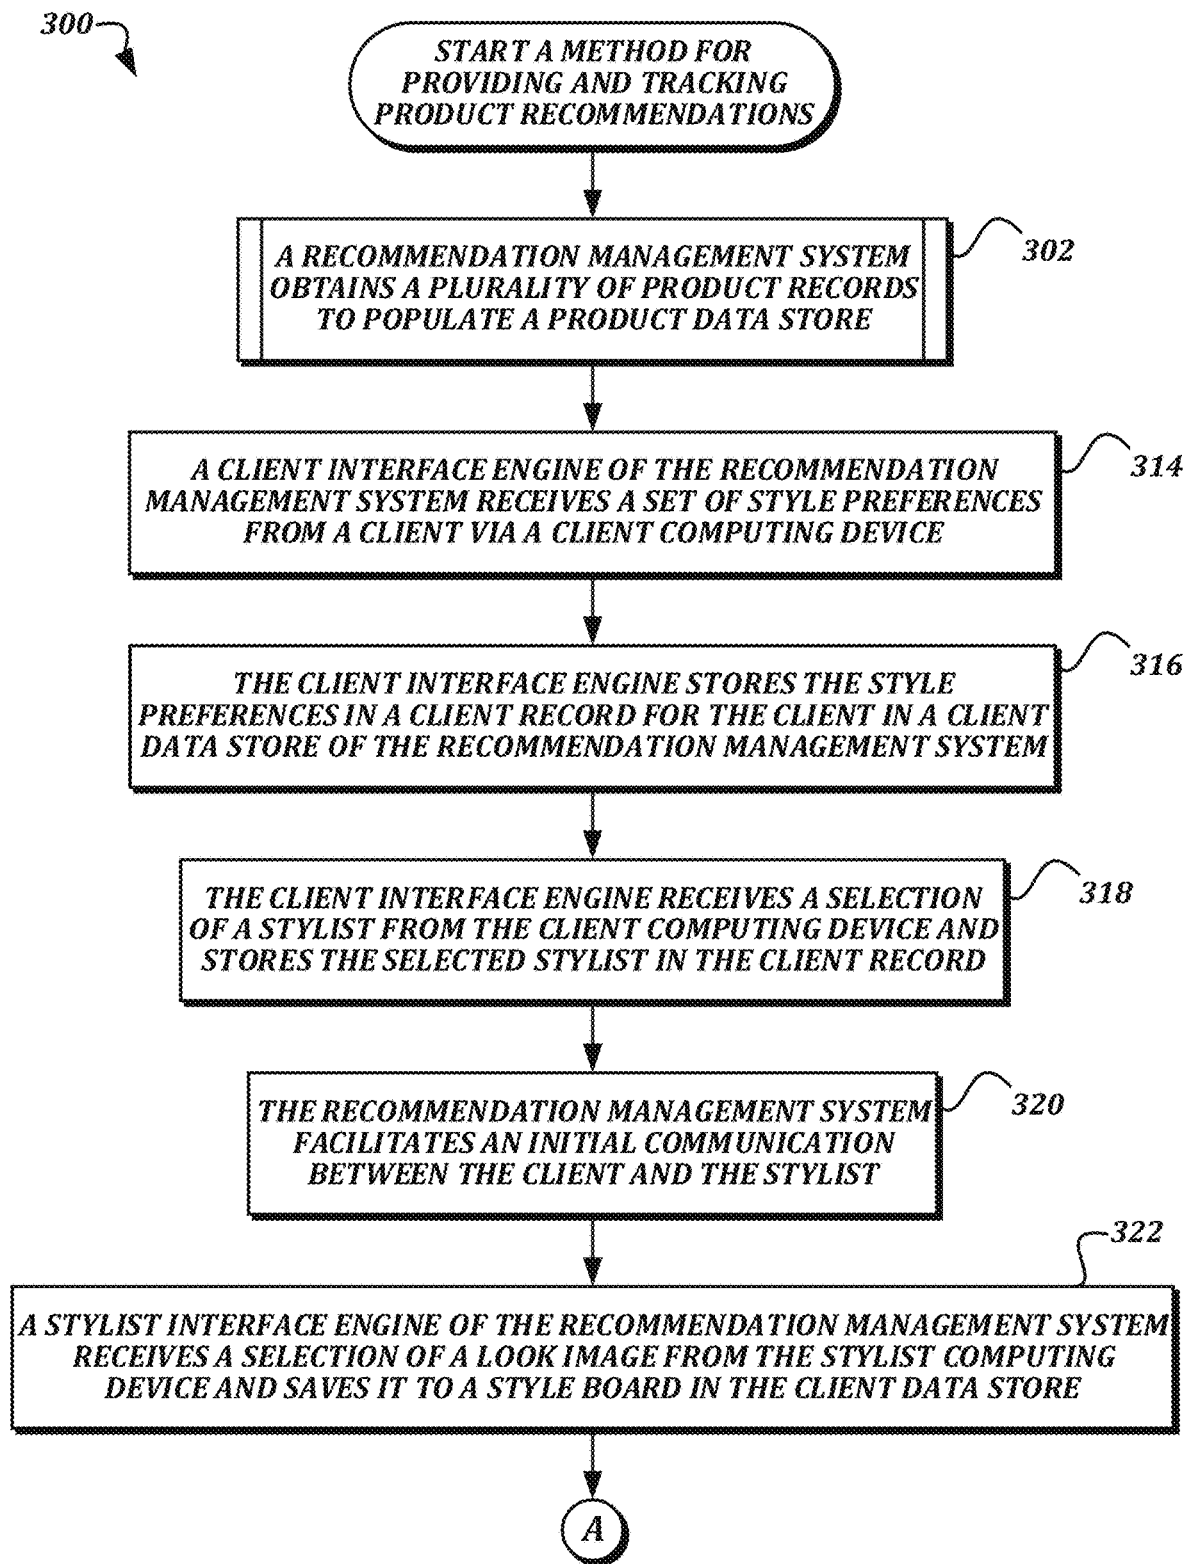 300
START A METHOD FOR
PROVIDING AND TRACKING
PRODUCT RECOMMENDATIONS
A RECOMMENDATION MANAGEMENT SYSTEM
OBTAINS A PLURALITY OF PRODUCT RECORDS
TO POPULATE A PRODUCT DATA STORE
302
A CLIENT INTERFACE ENGINE OF THE RECOMMENDATION
MANAGEMENT SYSTEM RECEIVES A SET OF STYLE PREFERENCES
FROM A CLIENT VIA A CLIENT COMPUTING DEVICE
314
THE CLIENT INTERFACE ENGINE STORES THE STYLE
PREFERENCES IN A CLIENT RECORD FOR THE CLIENT IN A CLIENT
DATA STORE OF THE RECOMMENDATION MANAGEMENT SYSTEM
316
THE CLIENT INTERFACE ENGINE RECEIVES A SELECTION
OF A STYLIST FROM THE CLIENT COMPUTING DEVICE AND
STORES THE SELECTED STYLIST IN THE CLIENT RECORD
318
THE RECOMMENDATION MANAGEMENT SYSTEM
FACILITATES AN INITIAL COMMUNICATION
BETWEEN THE CLIENT AND THE STYLIST
320
322
A STYLIST INTERFACE ENGINE OF THE RECOMMENDATION MANAGEMENT SYSTEM
RECEIVES A SELECTION OF A LOOK IMAGE FROM THE STYLIST COMPUTING
DEVICE AND SAVES IT TO A STYLE BOARD IN THE CLIENT DATA STORE
A